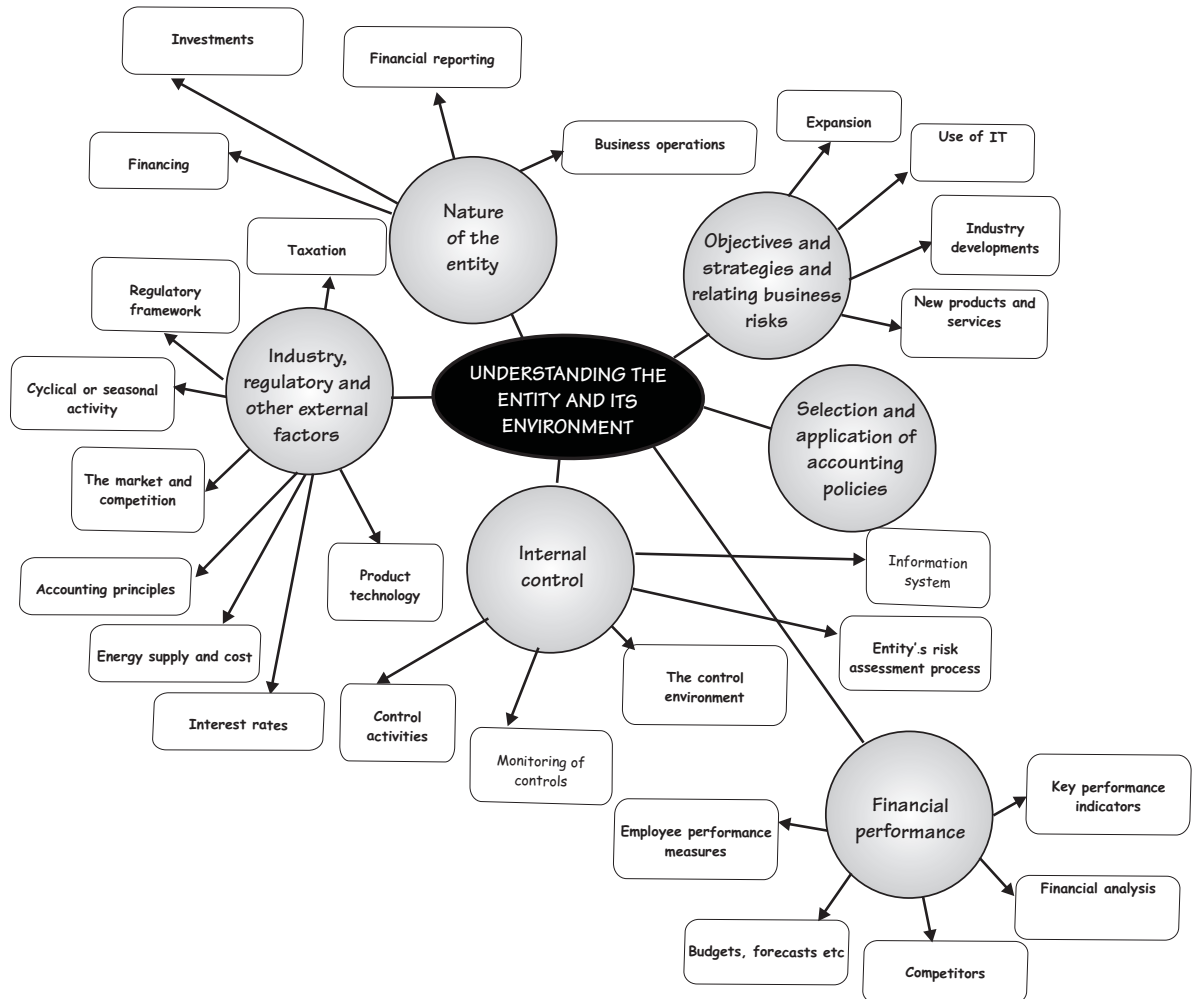 Investments
Financial reporting
Business operations
Financing
Nature
of the
entity
Expansion
Use of IT
Industry
developments
New products and
services
Objectives and
strategies and
relating business
risks
Taxation
Regulatory
framework
Cyclical or seasonal
activity
The market and
competition
Accounting principles
Energy supply and cost
Interest rates
Product
technology
Industry,
regulatory and
other external
factors
UNDERSTANDING THE
ENTITY AND ITS
ENVIRONMENT
Selection and
application of
accounting
policies
Internal
control
Information
system
Entity'.s risk
assessment process
The control
environment
Monitoring of
controls
Control
activities
Financial
performance
Key performance
indicators
Employee performance
measures
Financial analysis
Budgets, forecasts etc
Competitors